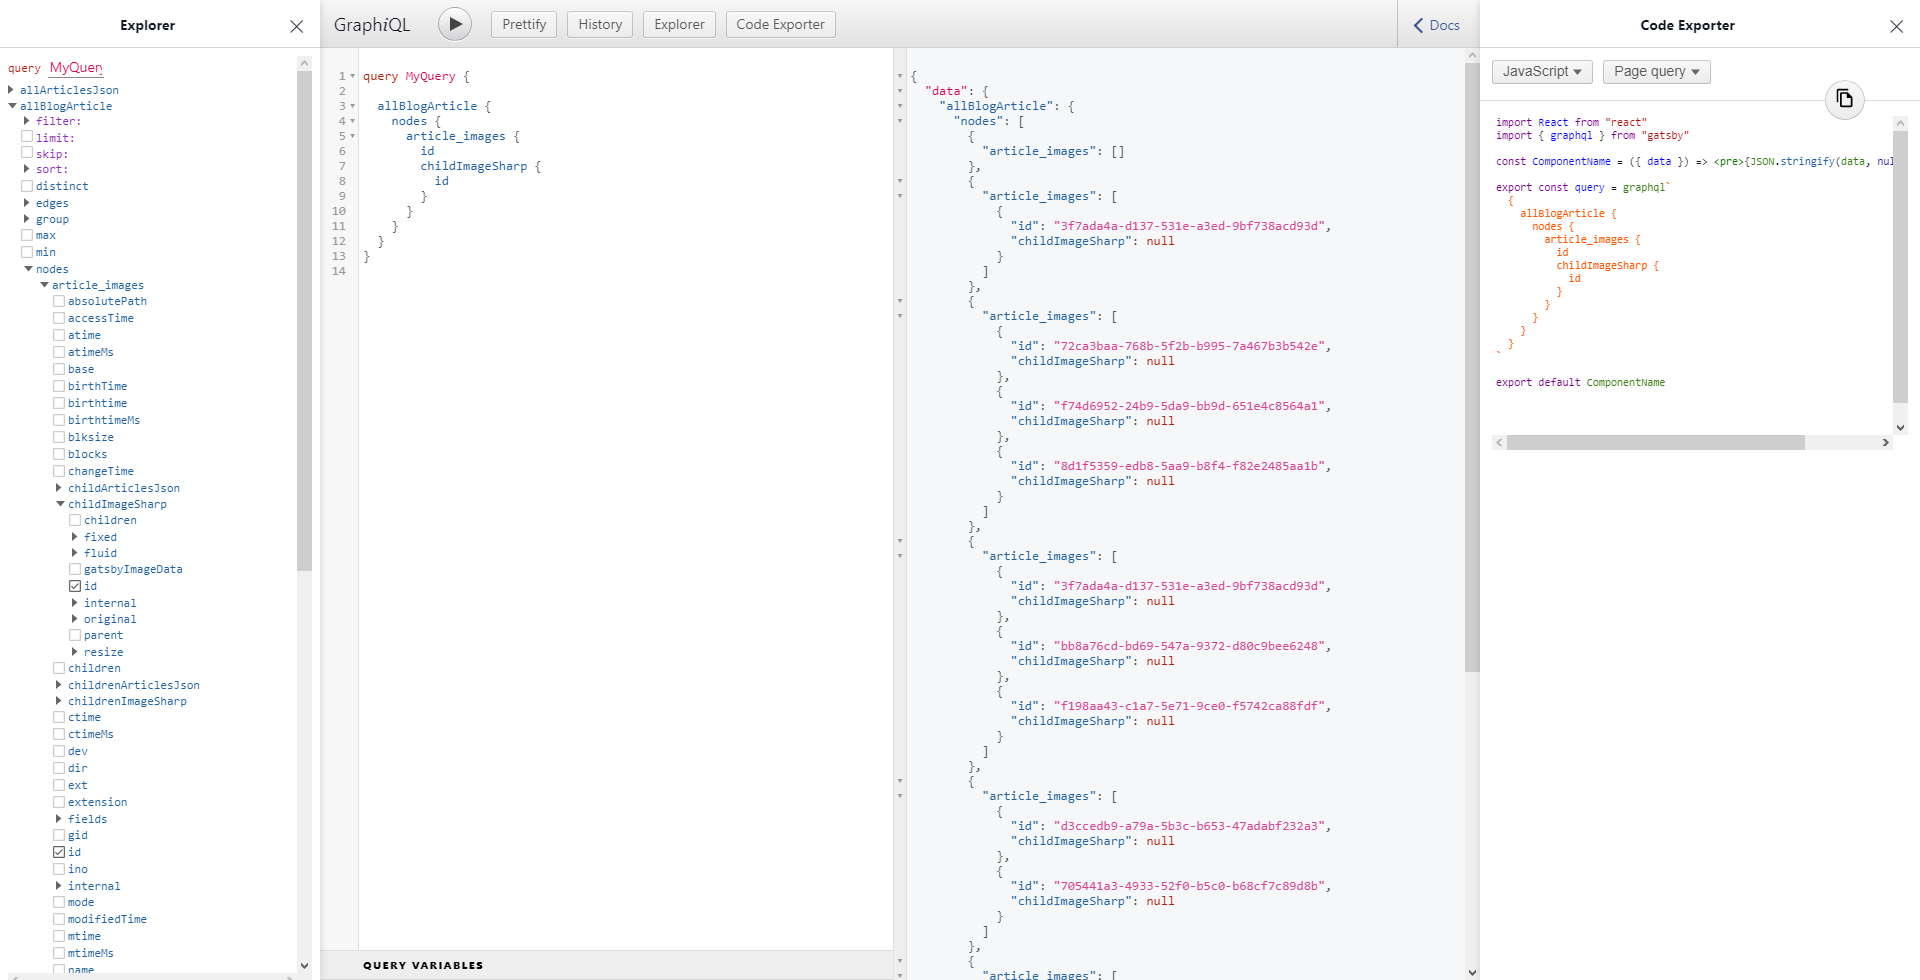 Explorer
query MyQuery
allArticlesJson
allBlogArticle
filter:
limit:
skip:
sort:
distinct
edges
group
max
min
nodes
article_images
absolutePath
accessTime
atime
atimeMs
base
birthTime
birthtime
birthtimeMs
blksize
blocks
changeTime
childArticlesJson
childImageSharp
children
fixed
fluid
gatsbyImageData
id
internal
original
parent
resize
children
childrenArticlesJson
childrenImageSharp
ctime
ctimeMs
dev
dir
ext
extension
fields
gid
id
ino
internal
mode
modifiedTime
mtime
mtimeMs
name
GraphiQL
Prettify
History
Explorer
Code Exporter
Docs
1 query MyQuery {
2
3 allBlogArticle {
4 nodes {
5 article_images {
6 id
7 childImageSharp {
8 id
9 }
10 }
11 }
12 }
13 }
14
QUERY VARIABLES
{
"data": {
"allBlogArticle": {
"nodes": [
{
"article_images": []
},
{
"article_images": [
{
"id": "3f7ada4a-d137-531e-a3ed-9bf738acd93d",
"childImageSharp": null
}
]
},
{
"article_images": [
{
"id": "72ca3baa-768b-5f2b-b995-7a467b3b542e",
"childImageSharp": null
},
{
"id": "f74d6952-24b9-5da9-bb9d-651e4c8564a1",
"childImageSharp": null
},
{
"id": "8d1f5359-edb8-5aa9-b8f4-f82e2485aa1b",
"childImageSharp": null
}
]
},
{
"article_images": [
{
"id": "3f7ada4a-d137-531e-a3ed-9bf738acd93d",
"childImageSharp": null
},
{
"id": "bb8a76cd-bd69-547a-9372-d80c9bee6248",
"childImageSharp": null
},
{
"id": "f198aa43-c1a7-5e71-9ce0-f5742ca88fdf",
"childImageSharp": null
}
]
},
{
"article_images": [
{
"id": "d3ccedb9-a79a-5b3c-b653-47adabf232a3",
"childImageSharp": null
},
{
"id": "705441a3-4933-52f0-b5c0-b68cf7c89d8b",
"childImageSharp": null
}
]
},
{
"article_images": [
Code Exporter
JavaScript
Page query
import React from "react"
import { graphql } from "gatsby"
const ComponentName = ({ data }) => <pre>{JSON.stringify(data, nul
export const query = graphql`
{
allBlogArticle {
nodes {
article_images {
id
childImageSharp {
id
}
}
}
}
}
`
export default ComponentName